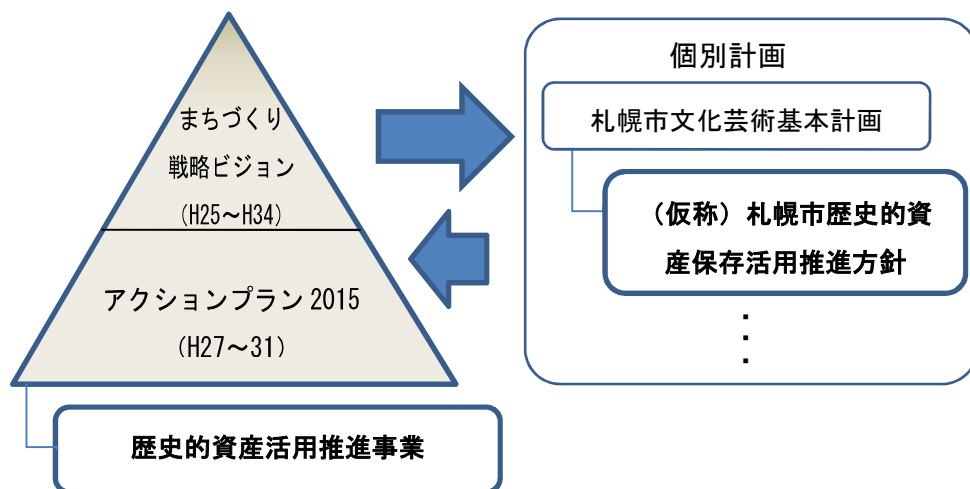 まちづくり
戦略ビジョン
(H25～H34)
アクションプラン 2015
(H27～31)
歴史的資産活用推進事業
個別計画
札幌市文化芸術基本計画
（仮称）札幌市歴史的資
産保存活用推進方針